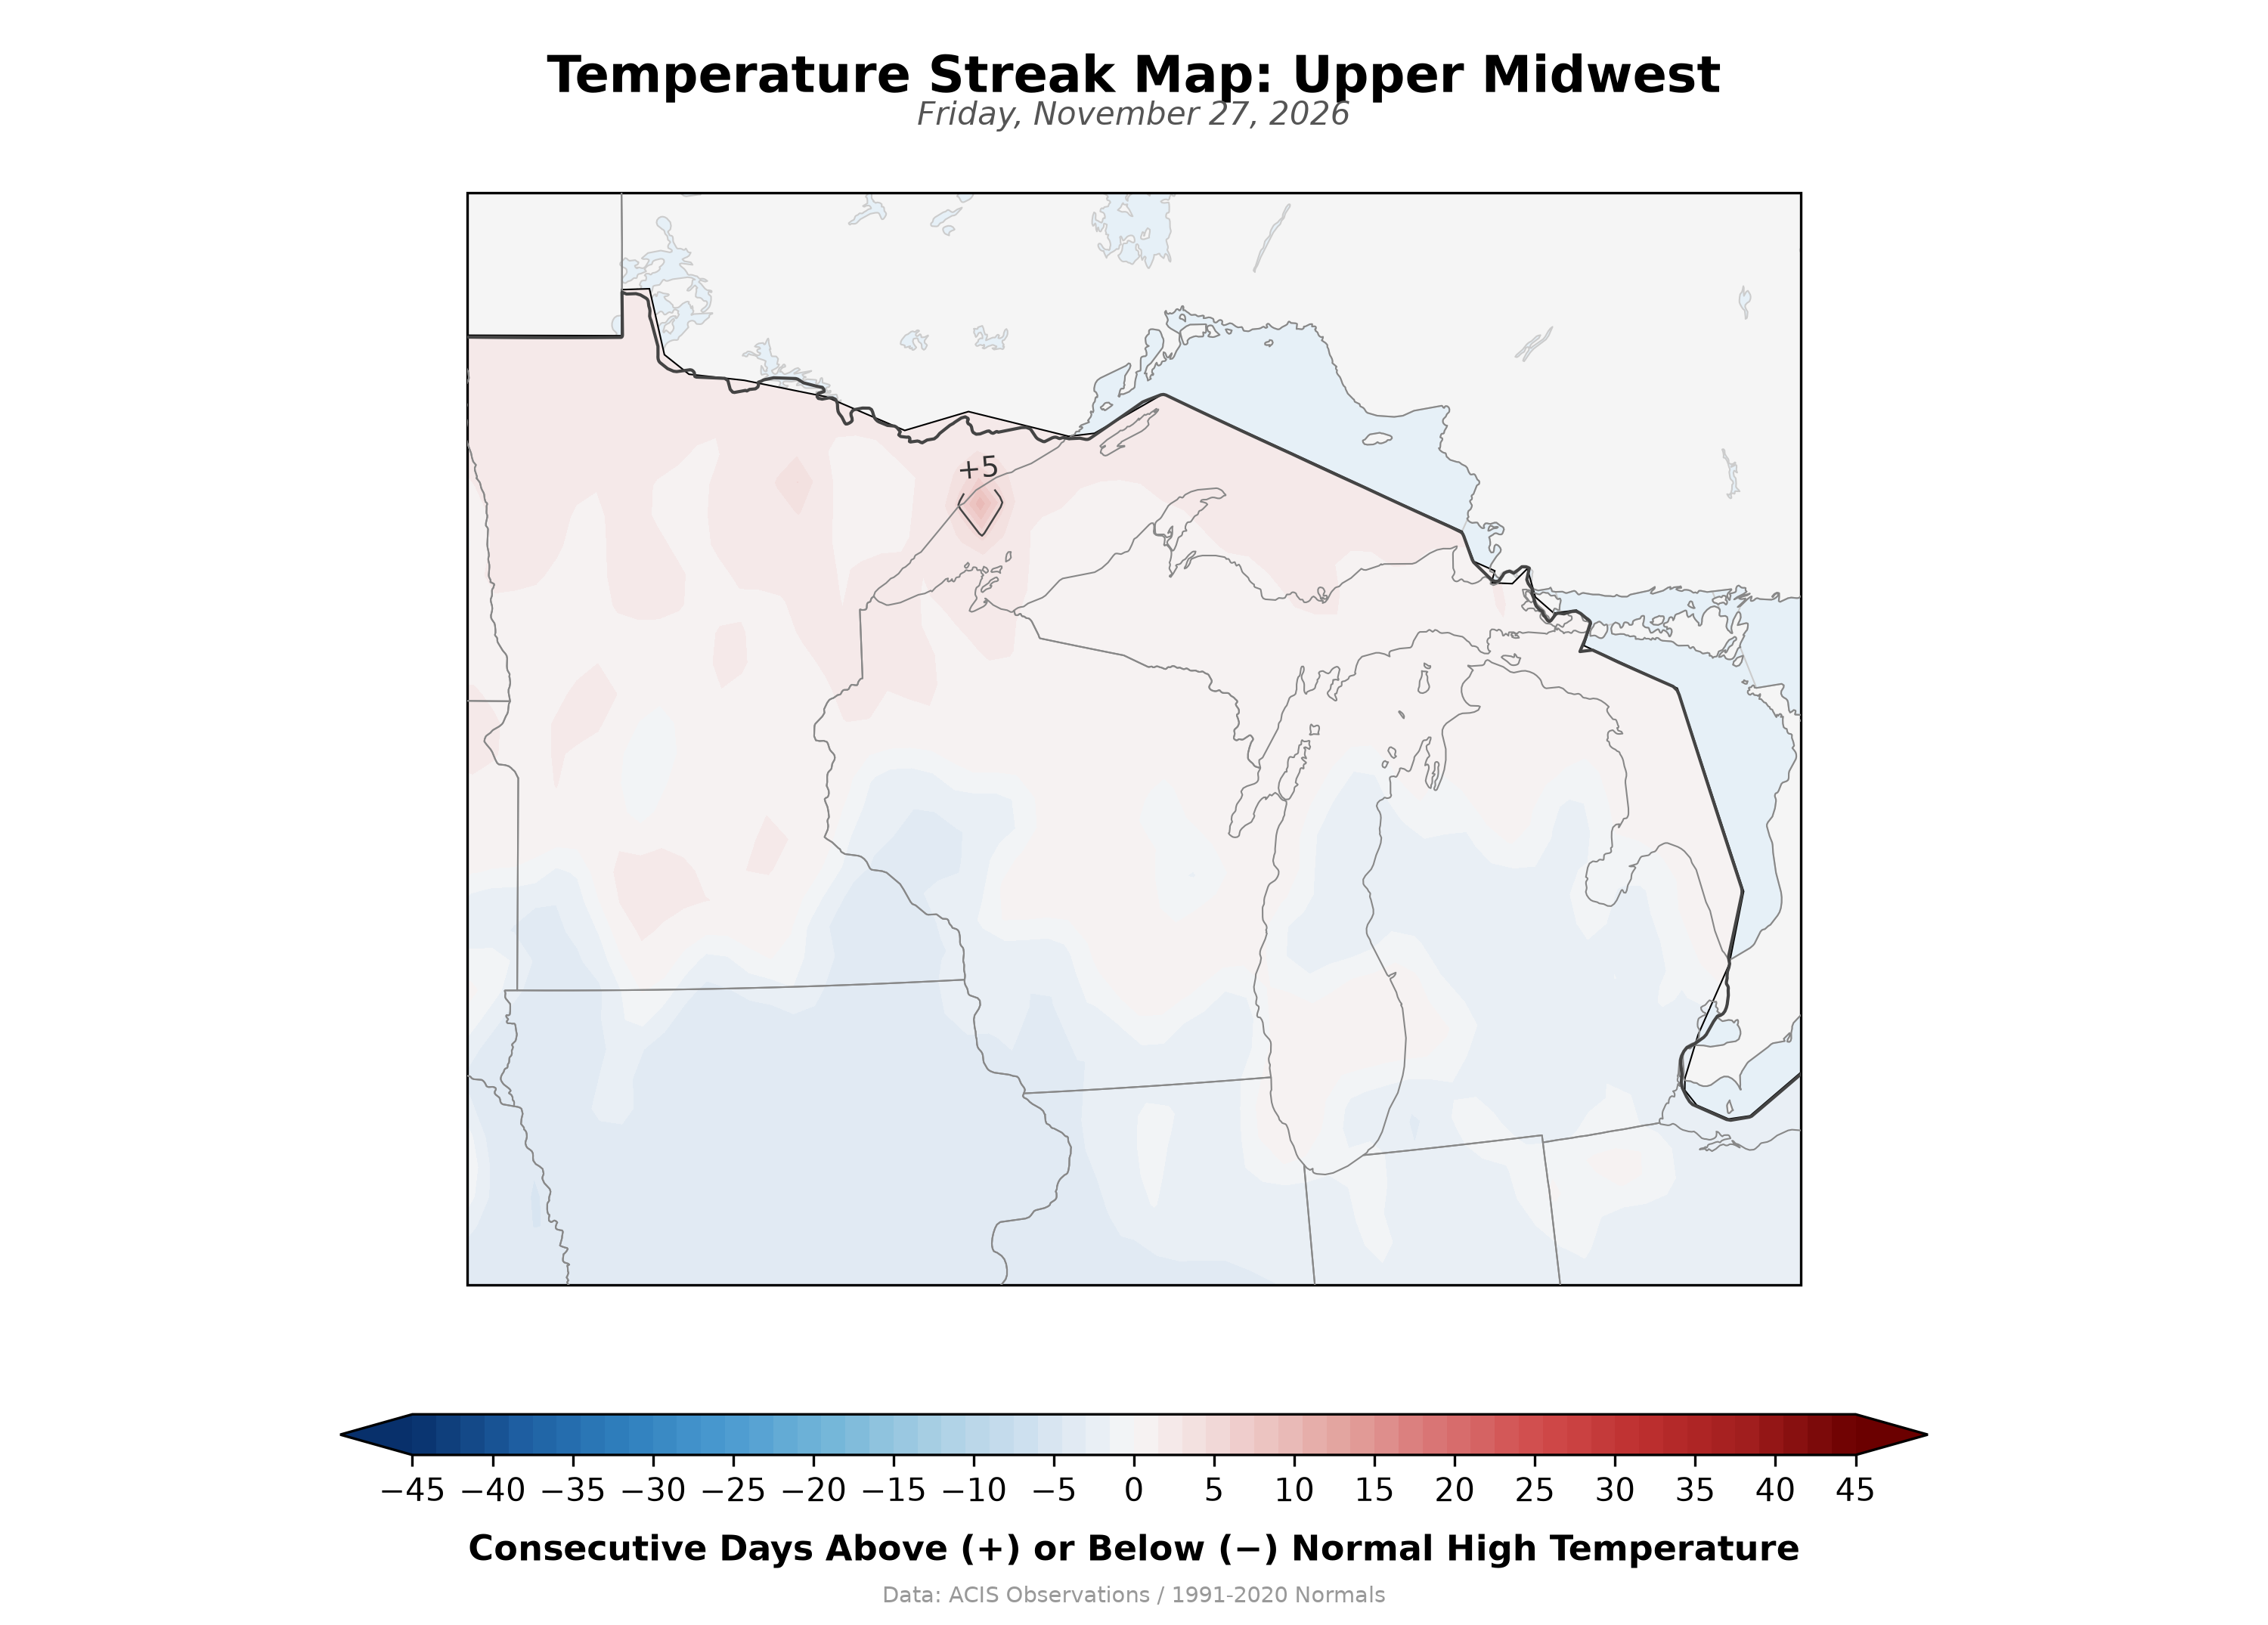 Temperature Streak Map: Upper Midwest
Friday, November 27, 2026
+5
−45 −40 −35 −30 −25 −20 −15 −10 −5 0 5 10 15 20 25 30 35 40 45
Consecutive Days Above (+) or Below (−) Normal High Temperature
Data: ACIS Observations / 1991-2020 Normals